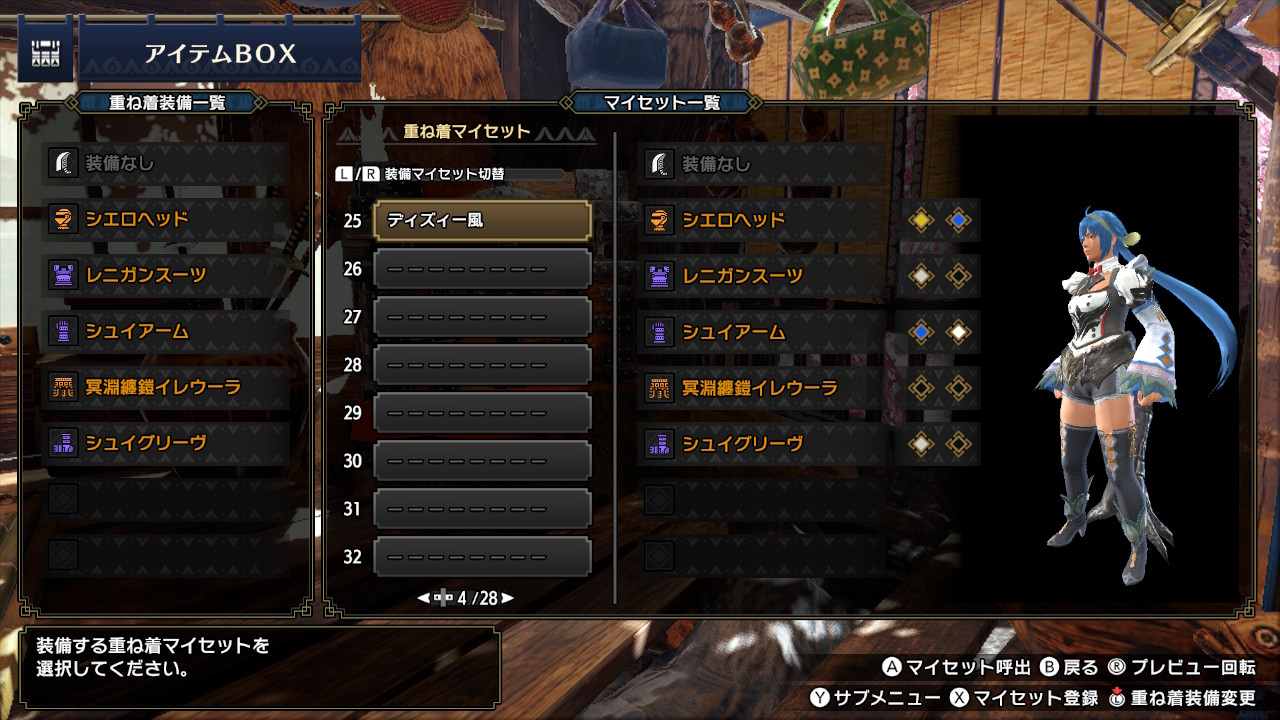 アイテムBOX
重ね着装備一覧
装備なし
シエロヘッド
レニガンスーツ
シュイアーム
冥淵纏鎧イレウーラ
シュイグリーヴ
マイセット一覧
重ね着マイセット
L/R 装備マイセット切替
25 ディズィー風
26 ーーーーーーーー
27 ーーーーーーーー
28 ーーーーーーーー
29 ーーーーーーーー
30 ーーーーーーーー
31 ーーーーーーーー
32 ーーーーーーーー
4/28
装備なし
シエロヘッド
レニガンスーツ
シュイアーム
冥淵纏鎧イレウーラ
シュイグリーヴ
装備する重ね着マイセットを
選択してください。
Aマイセット呼出 B戻る Rプレビュー回転
Yサブメニュー Xマイセット登録 L重ね着装備変更